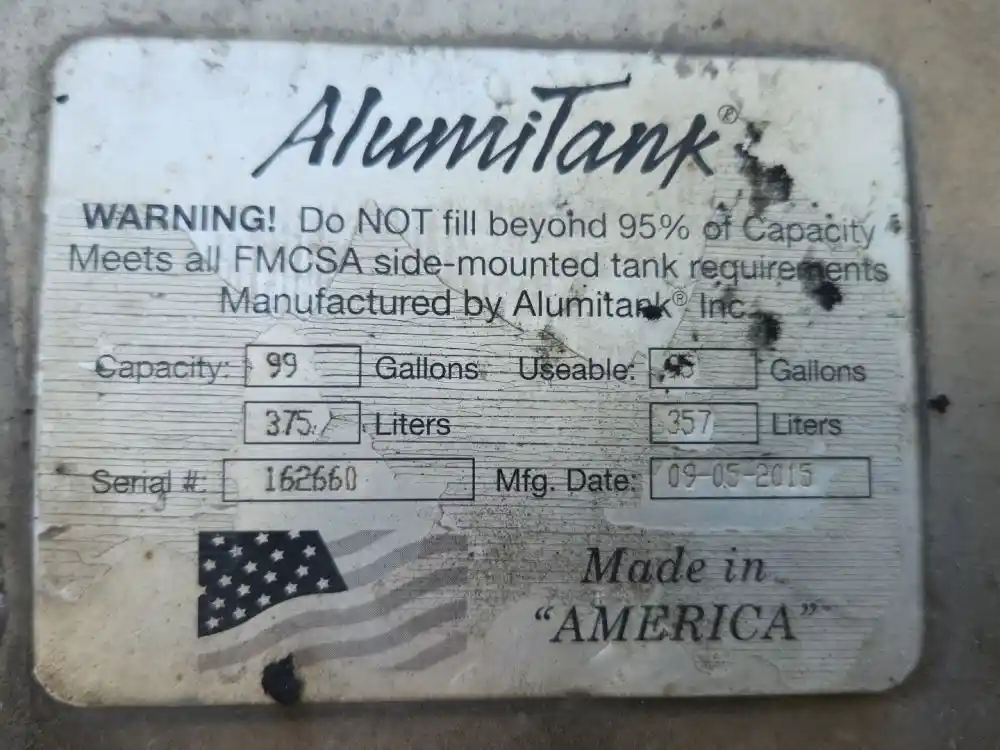 AlumiTank®
WARNING! Do NOT fill beyond 95% of Capacity
Meets all FMCSA side-mounted tank requirements
Manufactured by Alumitank® Inc.
Capacity: 99 Gallons Useable: Gallons
375 Liters 357 Liters
Serial #: 162660 Mfg. Date: 09-05-2015
Made in
“AMERICA”